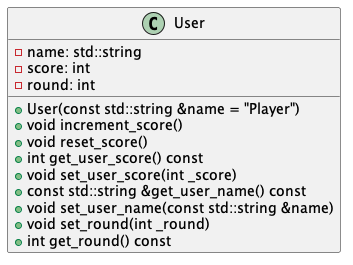 C User
name: std::string
score: int
round: int
User(const std::string &name = "Player")
void increment_score()
void reset_score()
int get_user_score() const
void set_user_score(int _score)
const std::string &get_user_name() const
void set_user_name(const std::string &name)
void set_round(int _round)
int get_round() const